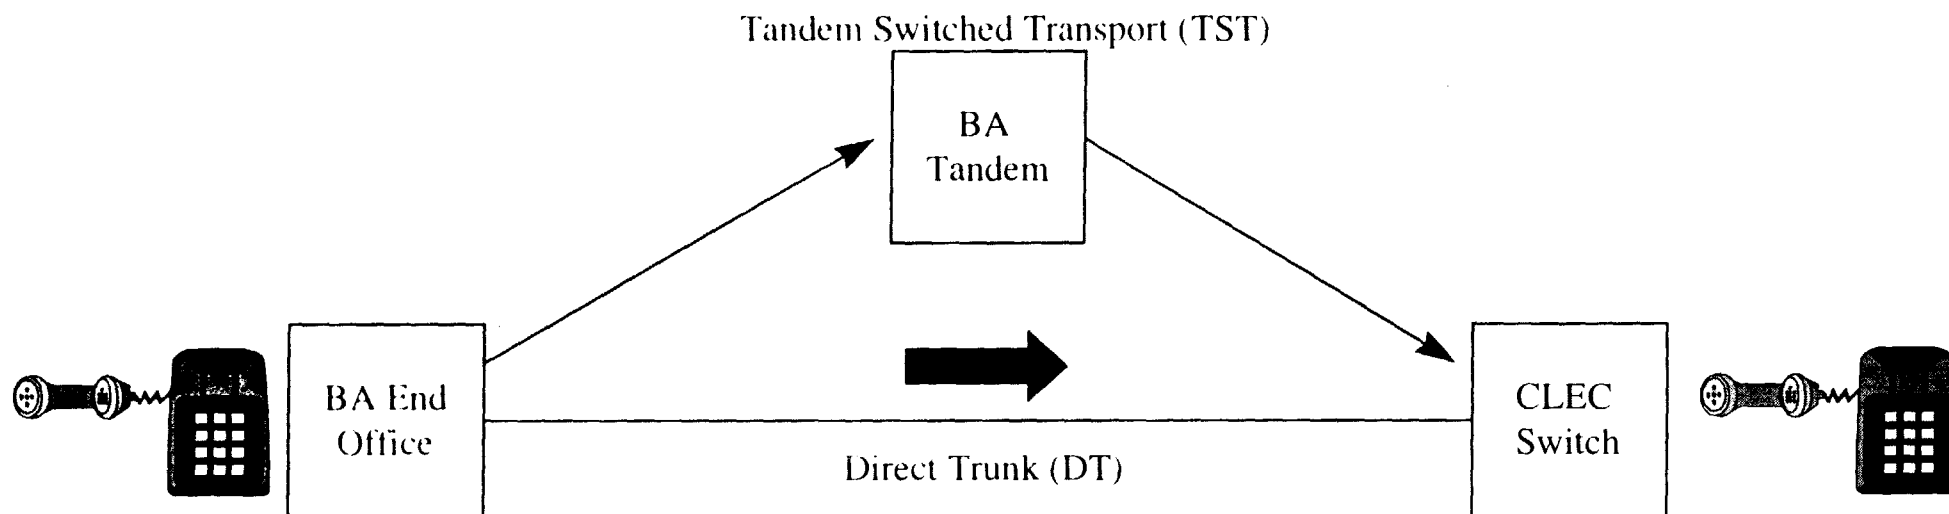 Tandem Switched Transport (TST)
BA
Tandem
BA End
Office
CLEC
Switch
Direct Trunk (DT)